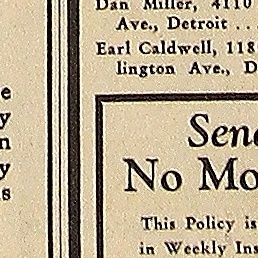 e
y
n
y
s
Dan Miller, 4110
Ave., Detroit . .
Earl Caldwell, 118
lington Ave., D
Send
No Mo
This Policy is
in Weekly Ins